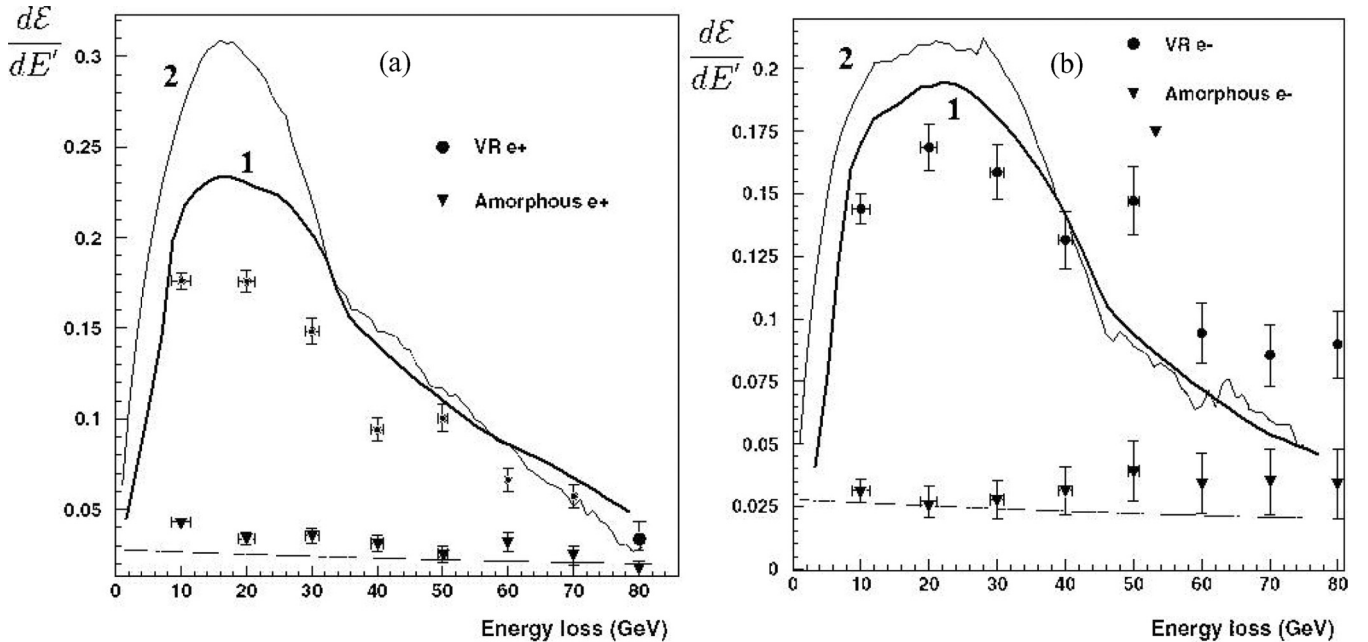 dℰ
dE′
(a)
2
1
VR e+
Amorphous e+
0.3
0.25
0.2
0.15
0.1
0.05
0 10 20 30 40 50 60 70 80
Energy loss (GeV)
dℰ
dE′
(b)
2
1
VR e-
Amorphous e-
0.2
0.175
0.15
0.125
0.1
0.075
0.05
0.025
0
0 10 20 30 40 50 60 70 80
Energy loss (GeV)